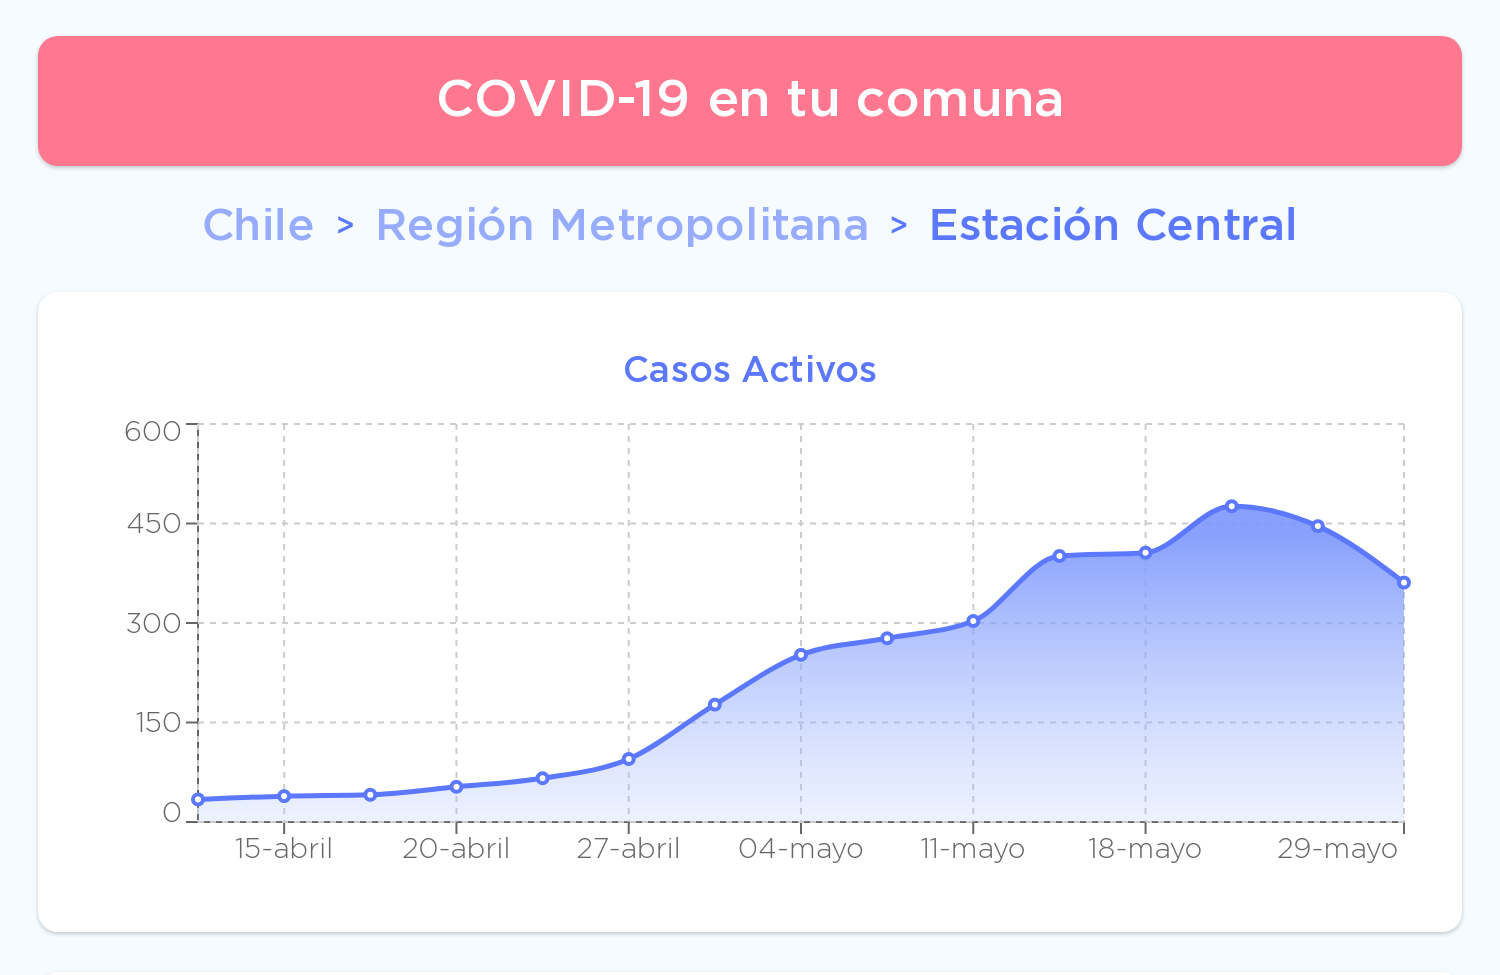 COVID-19 en tu comuna
Chile > Región Metropolitana > Estación Central
Casos Activos
600
450
300
150
0
15-abril 20-abril 27-abril 04-mayo 11-mayo 18-mayo 29-mayo